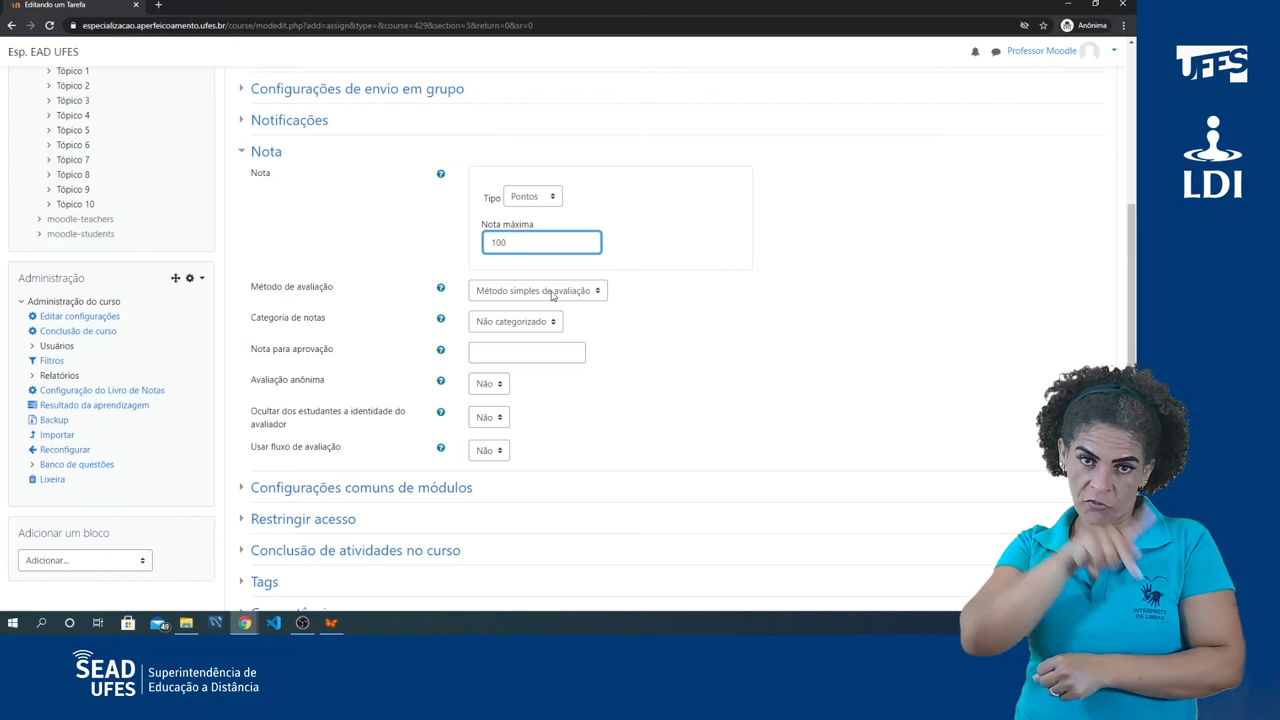 Editando um Tarefa
especializacao.aperfeicoamento.ufes.br/course/modedit.php?add=assign&type=&course=429&section=3&return=0&sr=0
Anônima
Esp. EAD UFES
Professor Moodle
Tópico 1
Tópico 2
Tópico 3
Tópico 4
Tópico 5
Tópico 6
Tópico 7
Tópico 8
Tópico 9
Tópico 10
moodle-teachers
moodle-students
Administração
Administração do curso
Editar configurações
Conclusão de curso
Usuários
Filtros
Relatórios
Configuração do Livro de Notas
Resultado da aprendizagem
Backup
Importar
Reconfigurar
Banco de questões
Lixeira
Adicionar um bloco
Adicionar...
Configurações de envio em grupo
Notificações
Nota
Nota
Tipo Pontos
Nota máxima
100
Método de avaliação
Método simples de avaliação
Categoria de notas
Não categorizado
Nota para aprovação
Avaliação anônima
Não
Ocultar dos estudantes a identidade do
avaliador
Não
Usar fluxo de avaliação
Não
Configurações comuns de módulos
Restringir acesso
Conclusão de atividades no curso
Tags
49
UFES
LDI
INTÉRPRETE
DE LIBRAS
SEAD
UFES
Superintendência de
Educação a Distância